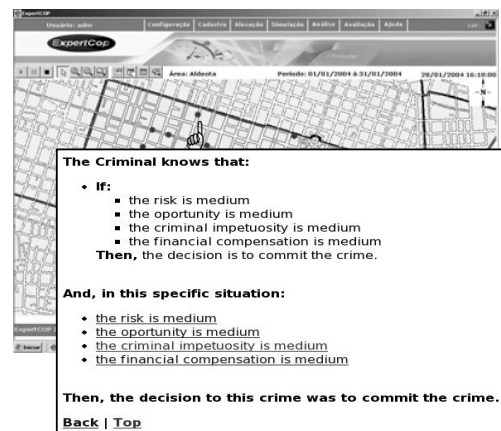 ExpertCop
Usuário: adm Configuração Cadastro Alocação Simulação Análise Avaliação Ajuda
ExpertCop
Área: Aldeota Período: 01/01/2004 à 31/01/2004 28/01/2004 16:10:00
-N-
The Criminal knows that:
If:
the risk is medium
the oportunity is medium
the criminal impetuosity is medium
the financial compensation is medium
Then, the decision is to commit the crime.
And, in this specific situation:
the risk is medium
the oportunity is medium
the criminal impetuosity is medium
the financial compensation is medium
ExpertCOP
Iniciar
Then, the decision to this crime was to commit the crime.
Back | Top